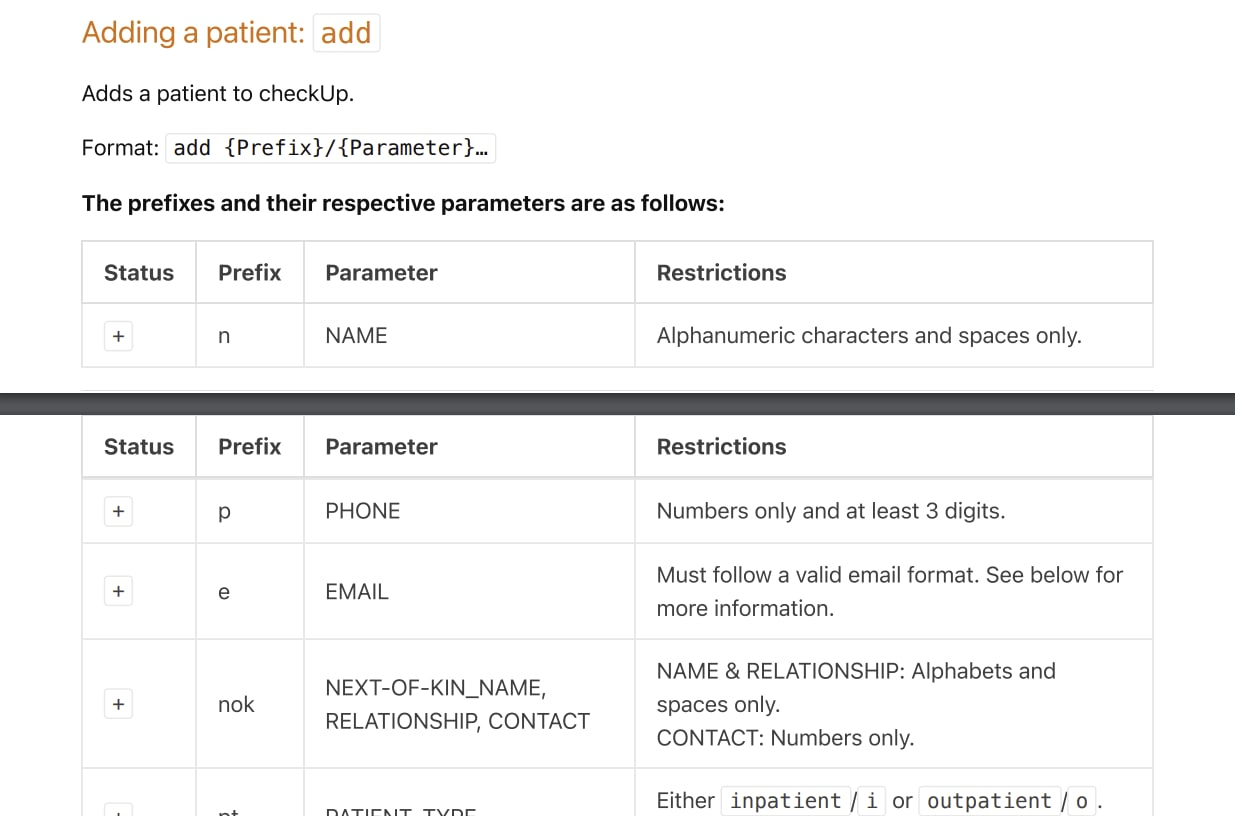 Adding a patient: add
Adds a patient to checkUp.
Format: add {Prefix}/{Parameter}…
The prefixes and their respective parameters are as follows:
Status Prefix Parameter Restrictions
+ n NAME Alphanumeric characters and spaces only.
Status Prefix Parameter Restrictions
+ p PHONE Numbers only and at least 3 digits.
+ e EMAIL Must follow a valid email format. See below for
more information.
+ nok NEXT-OF-KIN_NAME,
RELATIONSHIP, CONTACT
NAME & RELATIONSHIP: Alphabets and
spaces only.
CONTACT: Numbers only.
+ pt PATIENT_TYPE Either inpatient / i or outpatient / o .